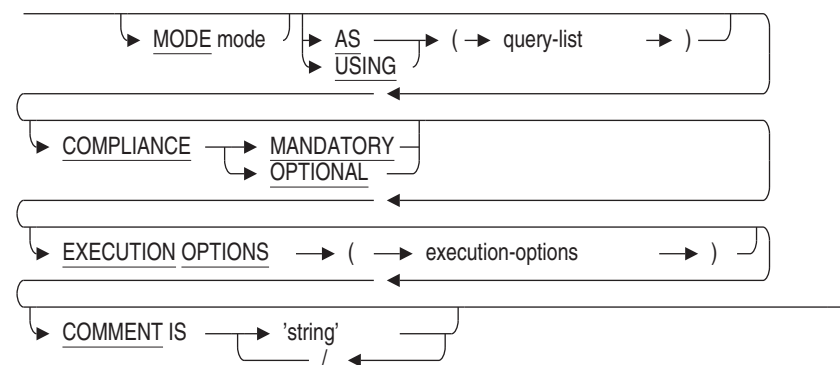 MODE mode AS ( query-list )
USING
COMPLIANCE MANDATORY
OPTIONAL
EXECUTION OPTIONS ( execution-options )
COMMENT IS 'string'
/